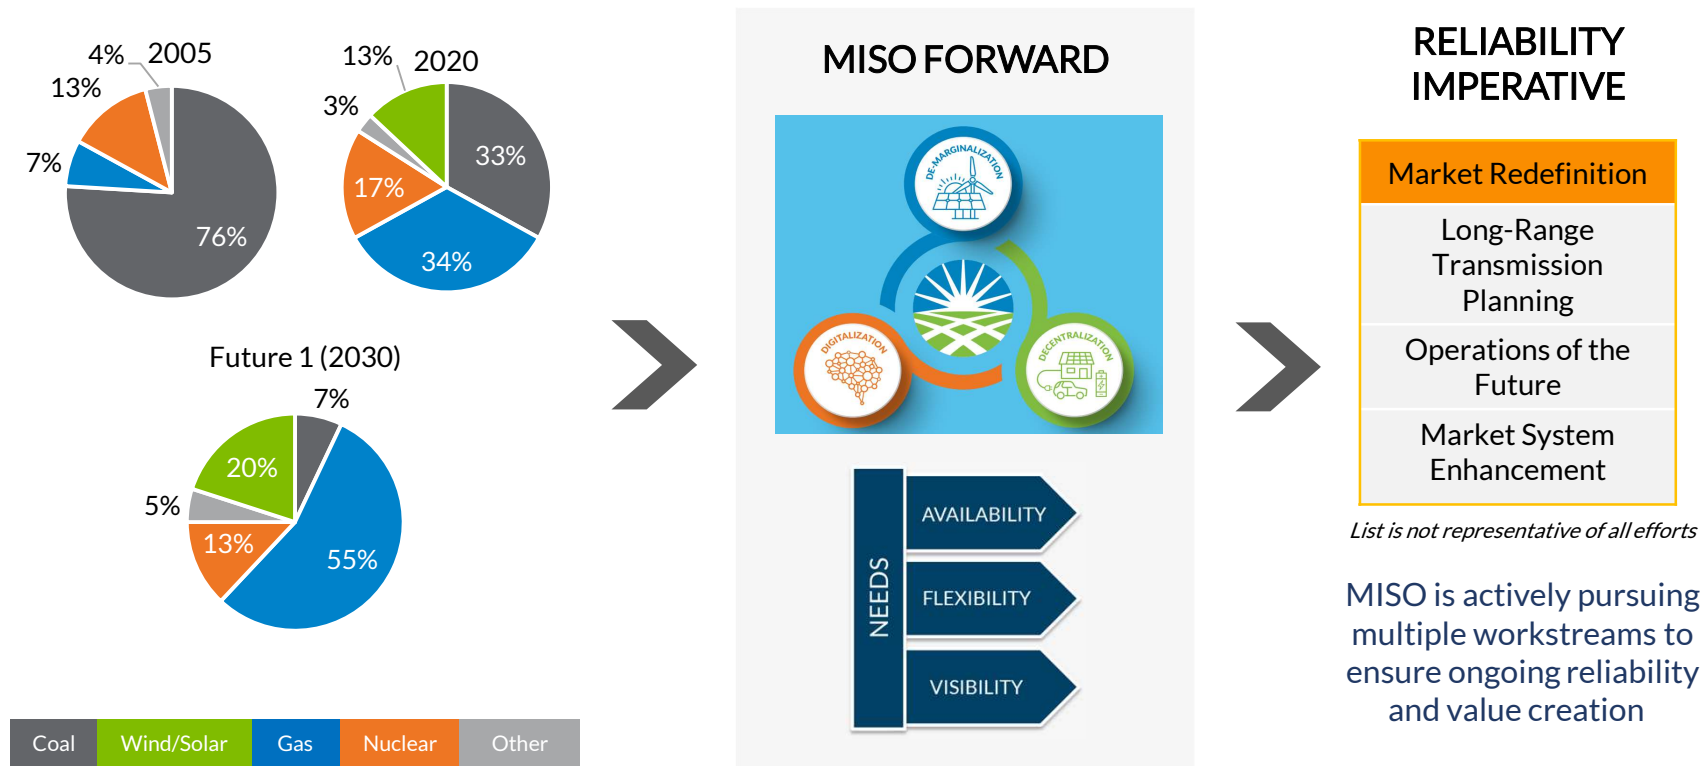 4%
2005
13%
7%
76%
13%
2020
3%
33%
17%
34%
Future 1 (2030)
7%
20%
5%
13%
55%
Coal
Wind/Solar
Gas
Nuclear
Other
MISO FORWARD
DE-MARGINALIZATION
DIGITALIZATION
DECENTRALIZATION
NEEDS
AVAILABILITY
FLEXIBILITY
VISIBILITY
RELIABILITY
IMPERATIVE
Market Redefinition
Long-Range
Transmission
Planning
Operations of the
Future
Market System
Enhancement
List is not representative of all efforts
MISO is actively pursuing
multiple workstreams to
ensure ongoing reliability
and value creation